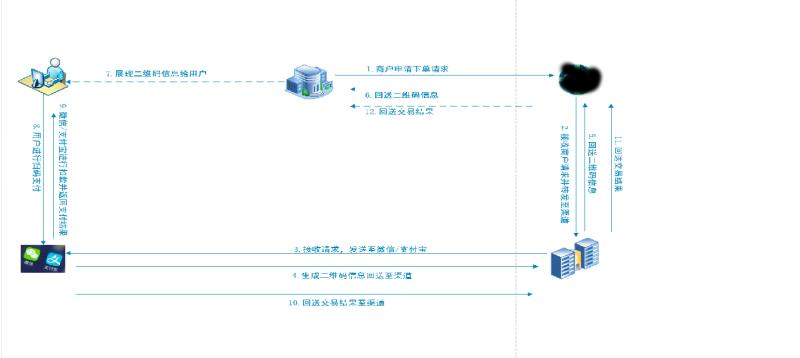 1. 商户申请下单请求
7. 展现二维码信息给用户
6. 回送二维码信息
12. 回送交易结果
8. 用户进行扫码支付
9. 微信/支付宝进行扣款并返回支付结果
2. 接收商户请求并转发至渠道
5. 回送二维码信息
11. 回送交易结果
3. 接收请求，发送至微信/支付宝
微信
支付宝
4. 生成二维码信息回送至渠道
10. 回送交易结果至渠道